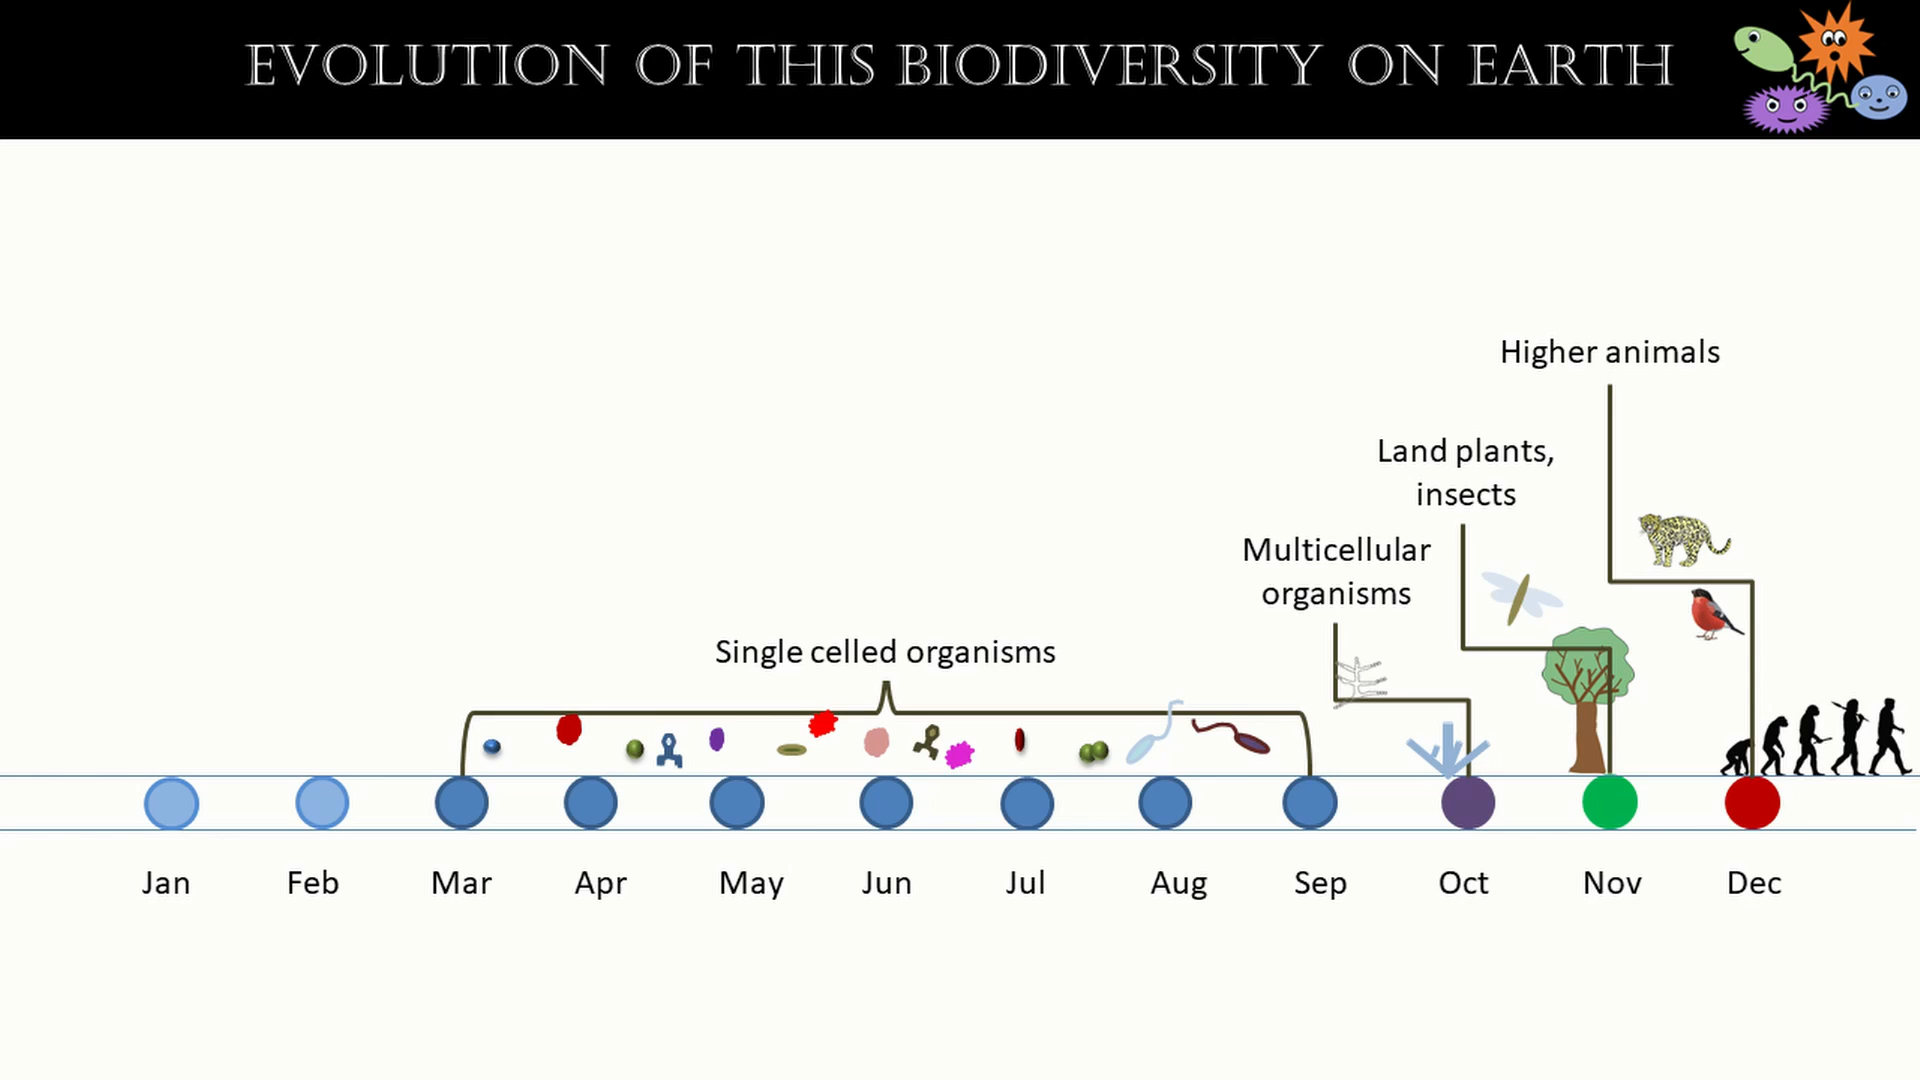 EVOLUTION OF THIS BIODIVERSITY ON EARTH
Higher animals
Land plants,
insects
Multicellular
organisms
Single celled organisms
Jan Feb Mar Apr May Jun Jul Aug Sep Oct Nov Dec